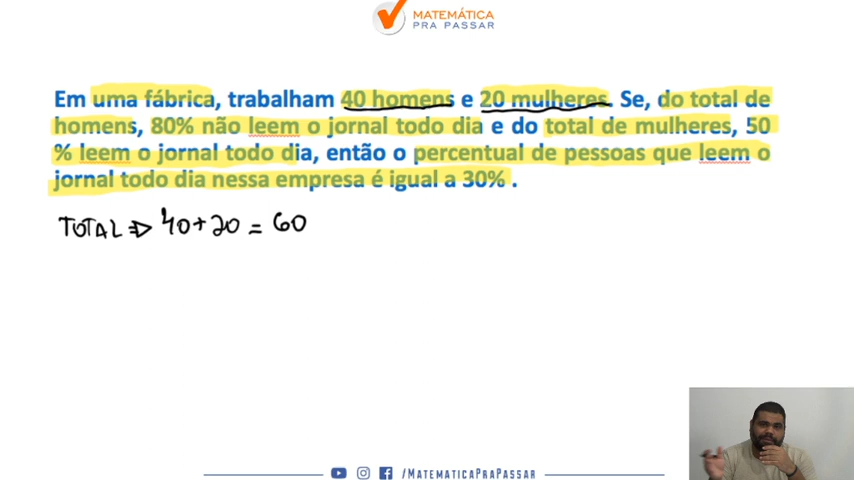 MATEMÁTICA
PRA PASSAR
Em uma fábrica, trabalham 40 homens e 20 mulheres. Se, do total de
homens, 80% não leem o jornal todo dia e do total de mulheres, 50
% leem o jornal todo dia, então o percentual de pessoas que leem o
jornal todo dia nessa empresa é igual a 30% .
TOTAL ⇒ 40+20 = 60
/MATEMATICAPRAPASSAR